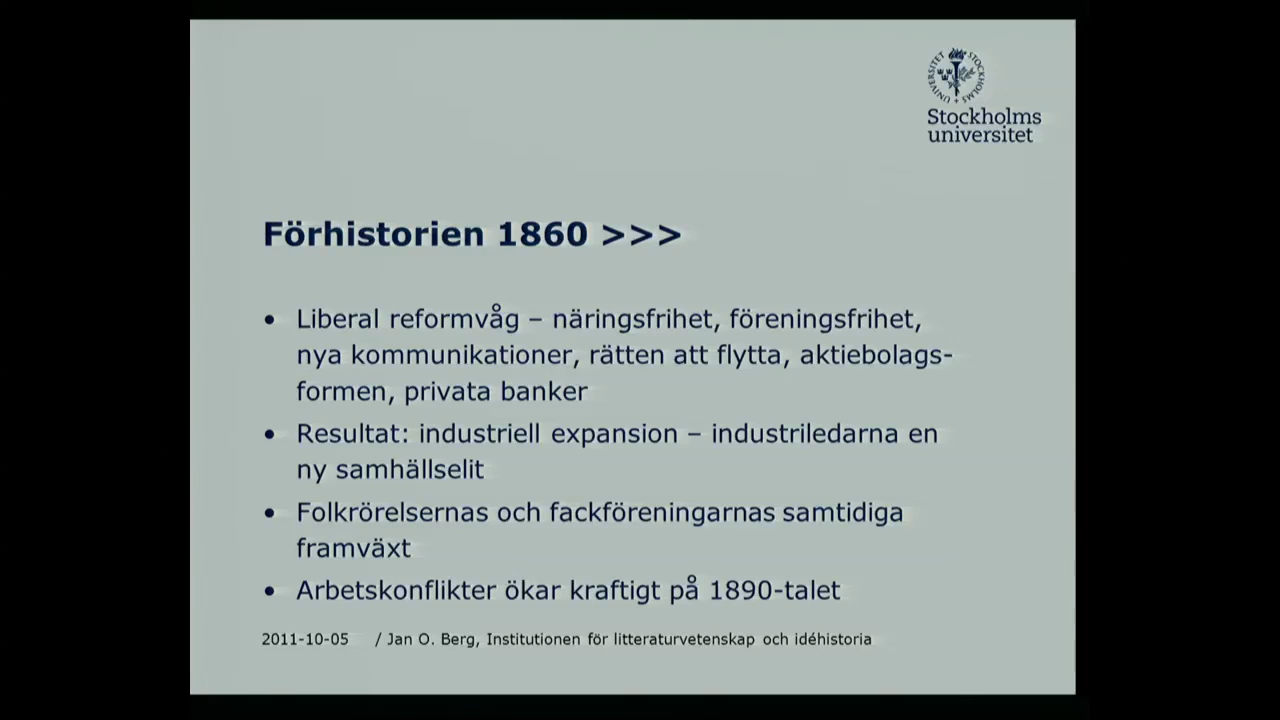 STOCKHOLMS UNIVERSITET
Stockholms
universitet
Förhistorien 1860 >>>
• Liberal reformvåg – näringsfrihet, föreningsfrihet,
nya kommunikationer, rätten att flytta, aktiebolags-
formen, privata banker
• Resultat: industriell expansion – industriledarna en
ny samhällselit
• Folkrörelsernas och fackföreningarnas samtidiga
framväxt
• Arbetskonflikter ökar kraftigt på 1890-talet
2011-10-05 / Jan O. Berg, Institutionen för litteraturvetenskap och idéhistoria